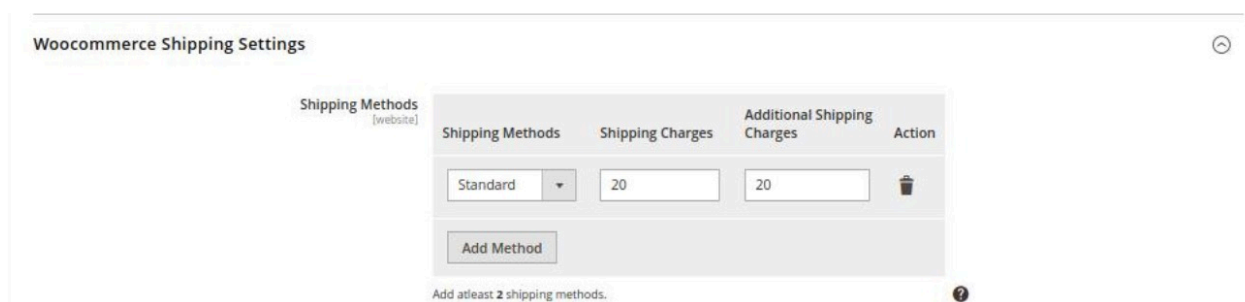 Woocommerce Shipping Settings
Shipping Methods
[website]
Shipping Methods Shipping Charges Additional Shipping Charges Action
Standard 20 20
Add Method
Add atleast 2 shipping methods.